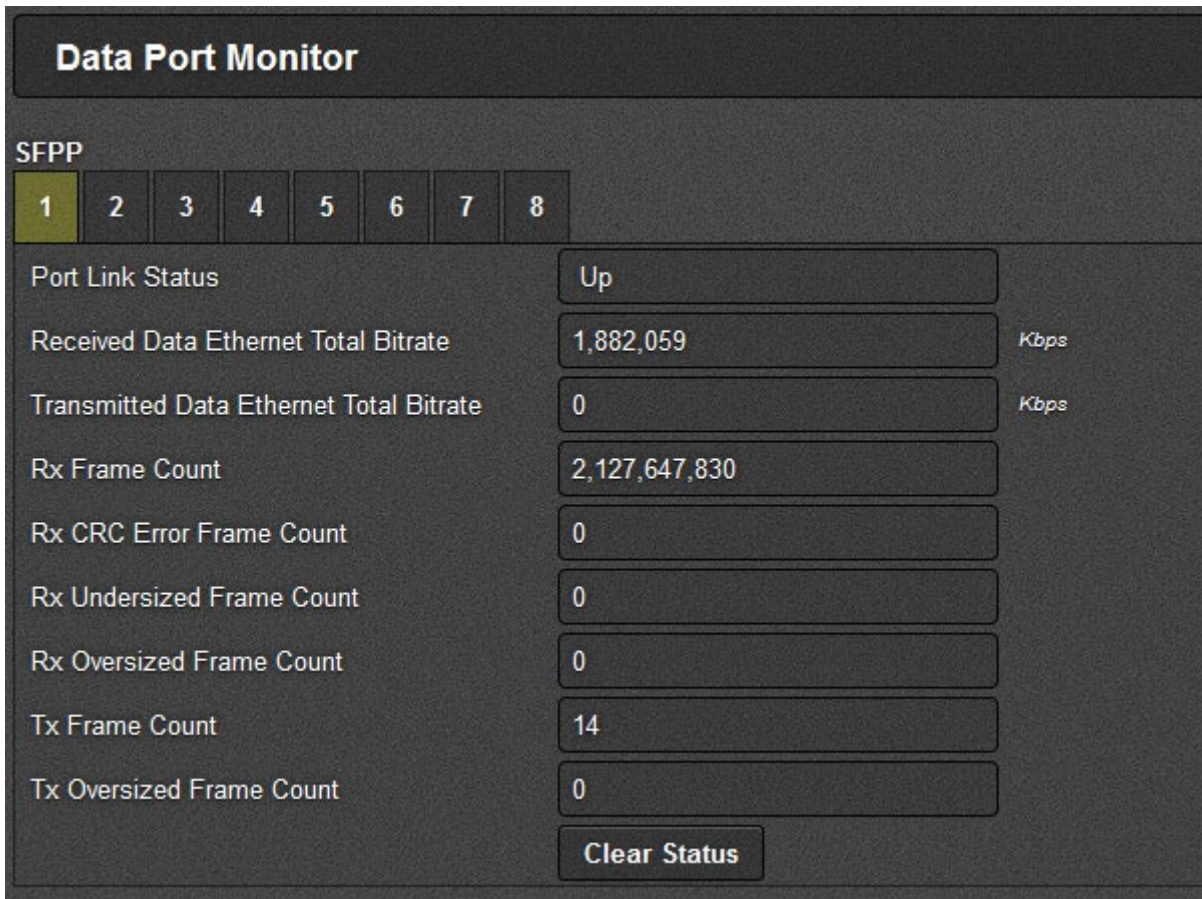 Data Port Monitor
SFPP
1 2 3 4 5 6 7 8
Port Link Status Up
Received Data Ethernet Total Bitrate 1,882,059 Kbps
Transmitted Data Ethernet Total Bitrate 0 Kbps
Rx Frame Count 2,127,647,830
Rx CRC Error Frame Count 0
Rx Undersized Frame Count 0
Rx Oversized Frame Count 0
Tx Frame Count 14
Tx Oversized Frame Count 0
Clear Status